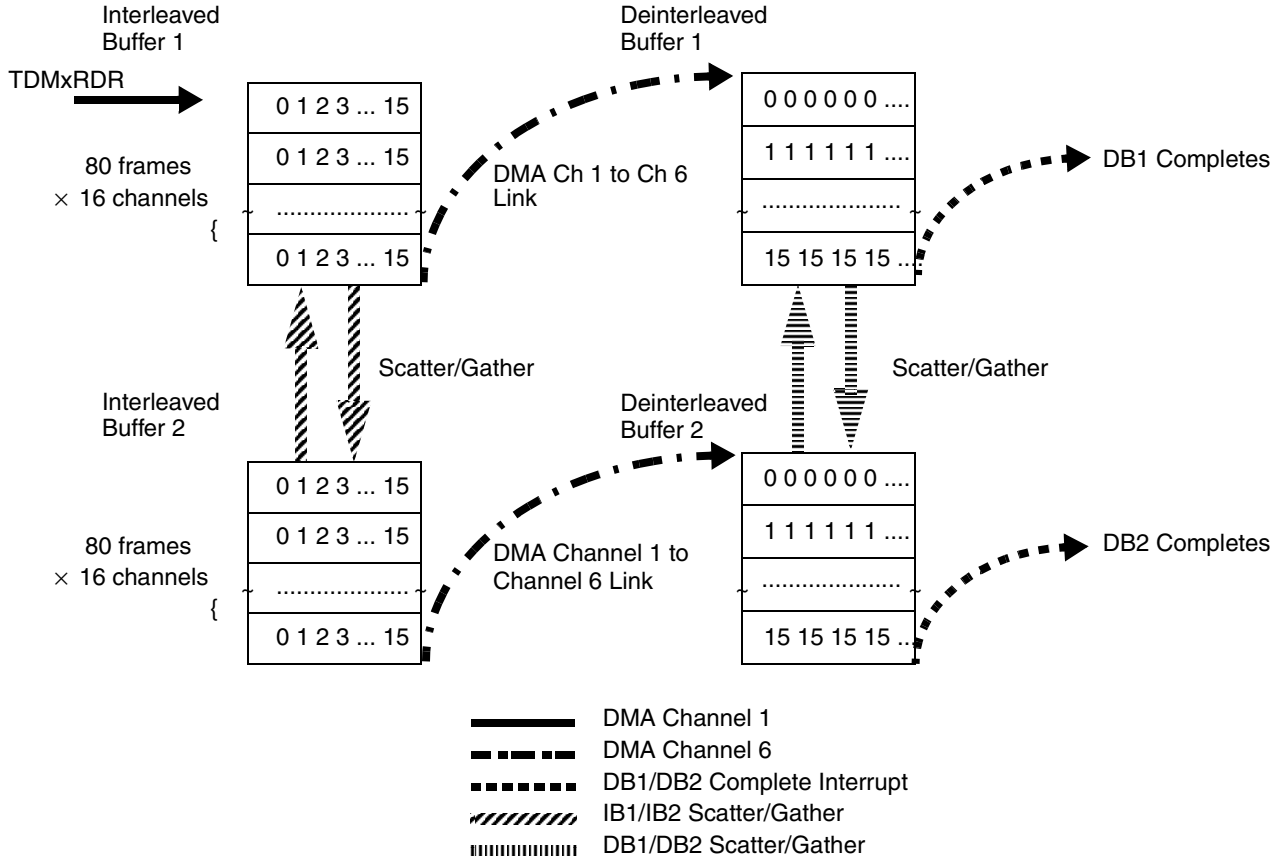 Interleaved
Buffer 1
Deinterleaved
Buffer 1
TDMxRDR
0 1 2 3 ... 15
0 1 2 3 ... 15
.....................
0 1 2 3 ... 15
80 frames
× 16 channels
~ ~
{
DMA Ch 1 to Ch 6
Link
0 0 0 0 0 0 ....
1 1 1 1 1 1 ....
......................
15 15 15 15 ....
~ ~
DB1 Completes
Scatter/Gather
Scatter/Gather
Interleaved
Buffer 2
Deinterleaved
Buffer 2
0 1 2 3 ... 15
0 1 2 3 ... 15
.....................
0 1 2 3 ... 15
80 frames
× 16 channels
~ ~
{
DMA Channel 1 to
Channel 6 Link
0 0 0 0 0 0 ....
1 1 1 1 1 1 ....
......................
15 15 15 15 ...
~ ~
DB2 Completes
DMA Channel 1
DMA Channel 6
DB1/DB2 Complete Interrupt
IB1/IB2 Scatter/Gather
DB1/DB2 Scatter/Gather